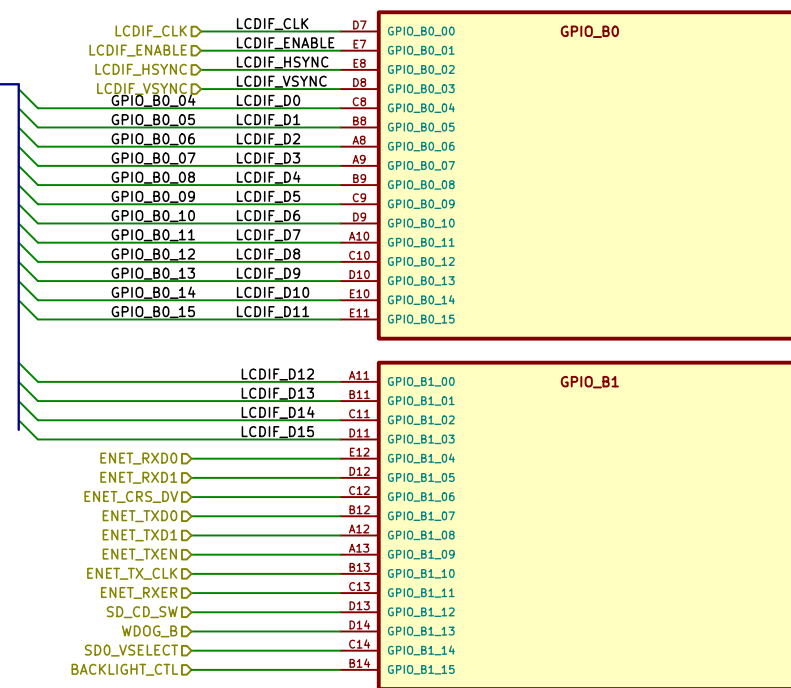 GPIO_B0
LCDIF_CLK LCDIF_CLK D7 GPIO_B0_00
LCDIF_ENABLE LCDIF_ENABLE E7 GPIO_B0_01
LCDIF_HSYNC LCDIF_HSYNC E8 GPIO_B0_02
LCDIF_VSYNC LCDIF_VSYNC D8 GPIO_B0_03
GPIO_B0_04 LCDIF_D0 C8 GPIO_B0_04
GPIO_B0_05 LCDIF_D1 B8 GPIO_B0_05
GPIO_B0_06 LCDIF_D2 A8 GPIO_B0_06
GPIO_B0_07 LCDIF_D3 A9 GPIO_B0_07
GPIO_B0_08 LCDIF_D4 B9 GPIO_B0_08
GPIO_B0_09 LCDIF_D5 C9 GPIO_B0_09
GPIO_B0_10 LCDIF_D6 D9 GPIO_B0_10
GPIO_B0_11 LCDIF_D7 A10 GPIO_B0_11
GPIO_B0_12 LCDIF_D8 C10 GPIO_B0_12
GPIO_B0_13 LCDIF_D9 D10 GPIO_B0_13
GPIO_B0_14 LCDIF_D10 E10 GPIO_B0_14
GPIO_B0_15 LCDIF_D11 E11 GPIO_B0_15
GPIO_B1
LCDIF_D12 A11 GPIO_B1_00
LCDIF_D13 B11 GPIO_B1_01
LCDIF_D14 C11 GPIO_B1_02
LCDIF_D15 D11 GPIO_B1_03
ENET_RXD0 E12 GPIO_B1_04
ENET_RXD1 D12 GPIO_B1_05
ENET_CRS_DV C12 GPIO_B1_06
ENET_TXD0 B12 GPIO_B1_07
ENET_TXD1 A12 GPIO_B1_08
ENET_TXEN A13 GPIO_B1_09
ENET_TX_CLK B13 GPIO_B1_10
ENET_RXER C13 GPIO_B1_11
SD_CD_SW D13 GPIO_B1_12
WDOG_B D14 GPIO_B1_13
SD0_VSELECT C14 GPIO_B1_14
BACKLIGHT_CTL B14 GPIO_B1_15